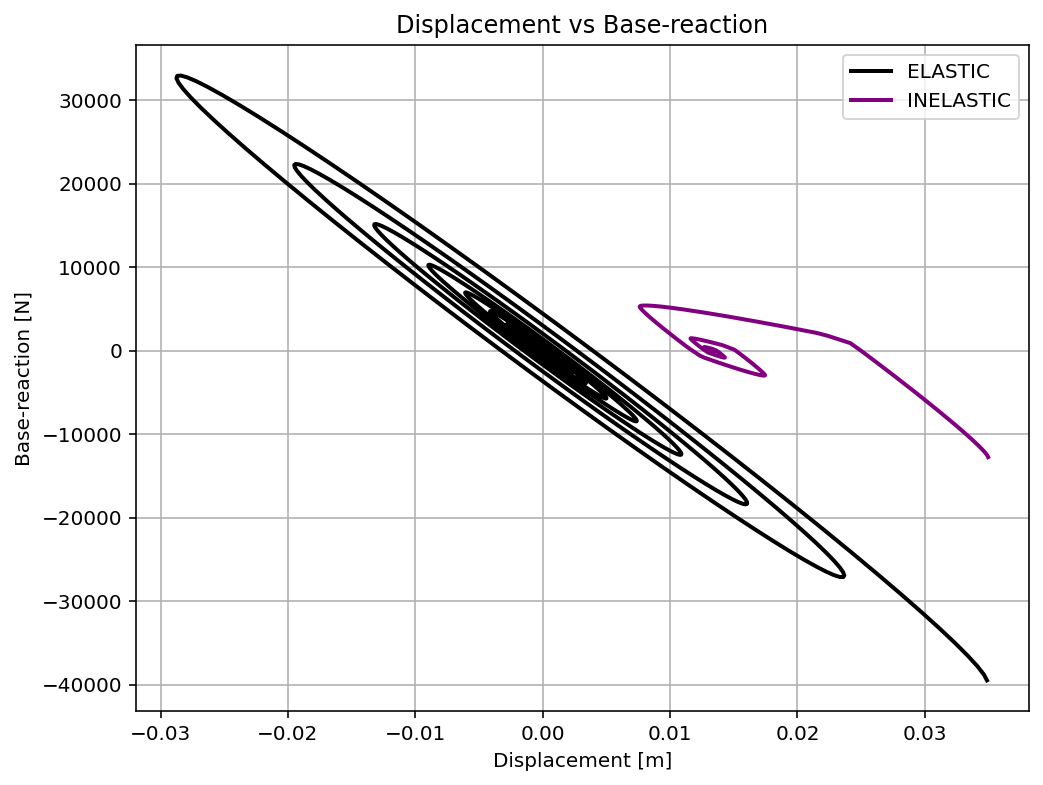 Displacement vs Base-reaction
ELASTIC
INELASTIC
Base-reaction [N]
30000
20000
10000
0
−10000
−20000
−30000
−40000
−0.03 −0.02 −0.01 0.00 0.01 0.02 0.03
Displacement [m]